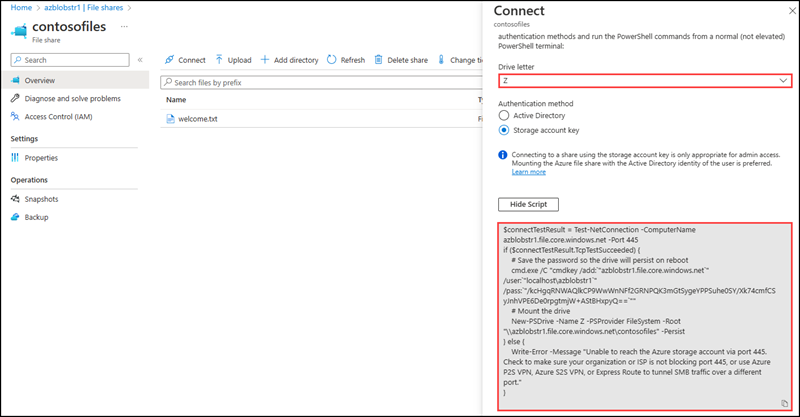 Home > azblobstr1 | File shares >
contosofiles ...
File share
Search
Overview
Diagnose and solve problems
Access Control (IAM)
Settings
Properties
Operations
Snapshots
Backup
Connect
Upload
Add directory
Refresh
Delete share
Change tie
Search files by prefix
Name
Ty
welcome.txt
Fi
Connect
contosofiles
authentication methods and run the PowerShell commands from a normal (not elevated)
PowerShell terminal:
Drive letter
Z
Authentication method
Active Directory
Storage account key
Connecting to a share using the storage account key is only appropriate for admin access.
Mounting the Azure file share with the Active Directory identity of the user is preferred.
Learn more
Hide Script
$connectTestResult = Test-NetConnection -ComputerName
azblobstr1.file.core.windows.net -Port 445
if ($connectTestResult.TcpTestSucceeded) {
# Save the password so the drive will persist on reboot
cmd.exe /C "cmdkey /add:`"azblobstr1.file.core.windows.net`"
/user:`"localhost\azblobstr1`"
/pass:`"/kcHgqRNWAQlkCP9WwWnNFf2GRNPQK3mGtSygeYPPSuhe0SY/Xk74cmfCS
yJnhVPE6De0rpgtmjW+AStBHxpyQ==`""
# Mount the drive
New-PSDrive -Name Z -PSProvider FileSystem -Root
"\\azblobstr1.file.core.windows.net\contosofiles" -Persist
} else {
Write-Error -Message "Unable to reach the Azure storage account via port 445.
Check to make sure your organization or ISP is not blocking port 445, or use Azure
P2S VPN, Azure S2S VPN, or Express Route to tunnel SMB traffic over a different
port."
}